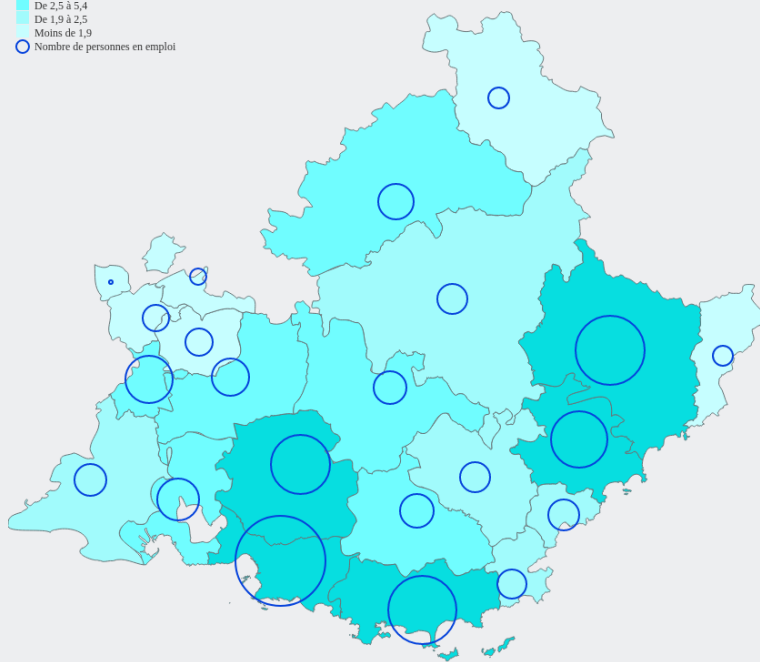 De 2,5 à 5,4
De 1,9 à 2,5
Moins de 1,9
Nombre de personnes en emploi